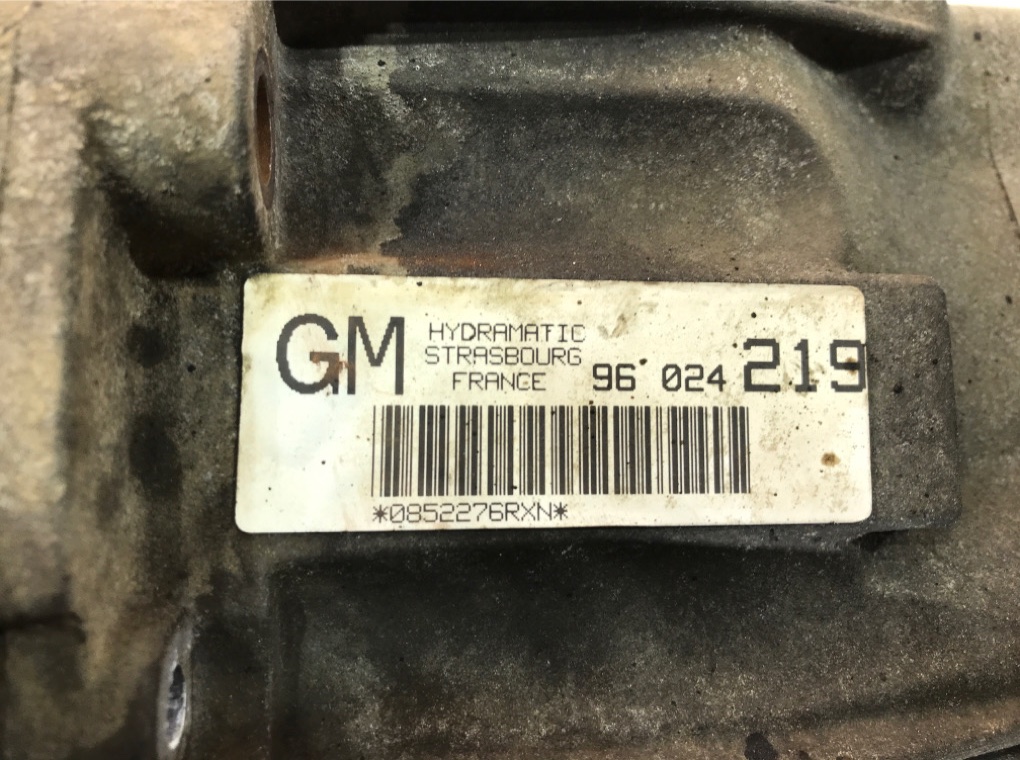 GM HYDRAMATIC
STRASBOURG
FRANCE 96 024 219
*0852276RXN*